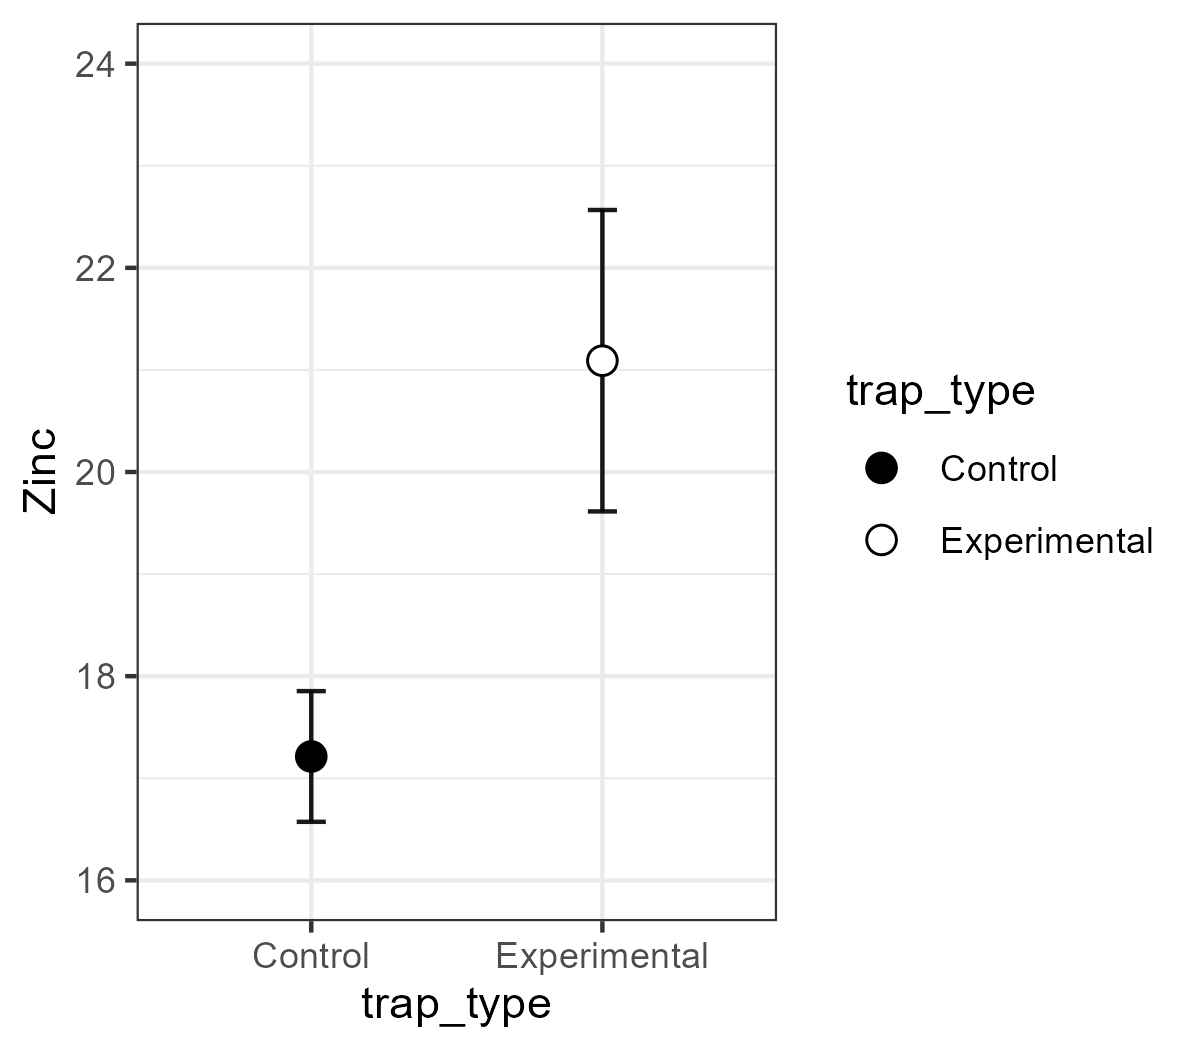 24
22
20
18
16
Zinc
Control
Experimental
trap_type
trap_type
Control
Experimental